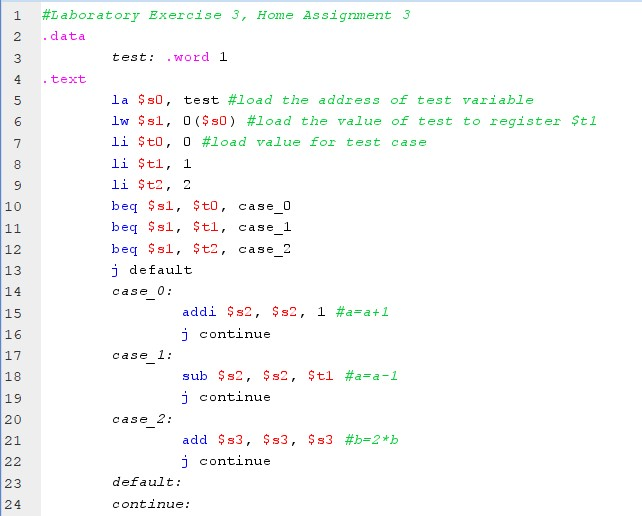 1 #Laboratory Exercise 3, Home Assignment 3
2 .data
3 test: .word 1
4 .text
5 la $s0, test #load the address of test variable
6 lw $s1, 0($s0) #load the value of test to register $t1
7 li $t0, 0 #load value for test case
8 li $t1, 1
9 li $t2, 2
10 beq $s1, $t0, case_0
11 beq $s1, $t1, case_1
12 beq $s1, $t2, case_2
13 j default
14 case_0:
15 addi $s2, $s2, 1 #a=a+1
16 j continue
17 case_1:
18 sub $s2, $s2, $t1 #a=a-1
19 j continue
20 case_2:
21 add $s3, $s3, $s3 #b=2*b
22 j continue
23 default:
24 continue: